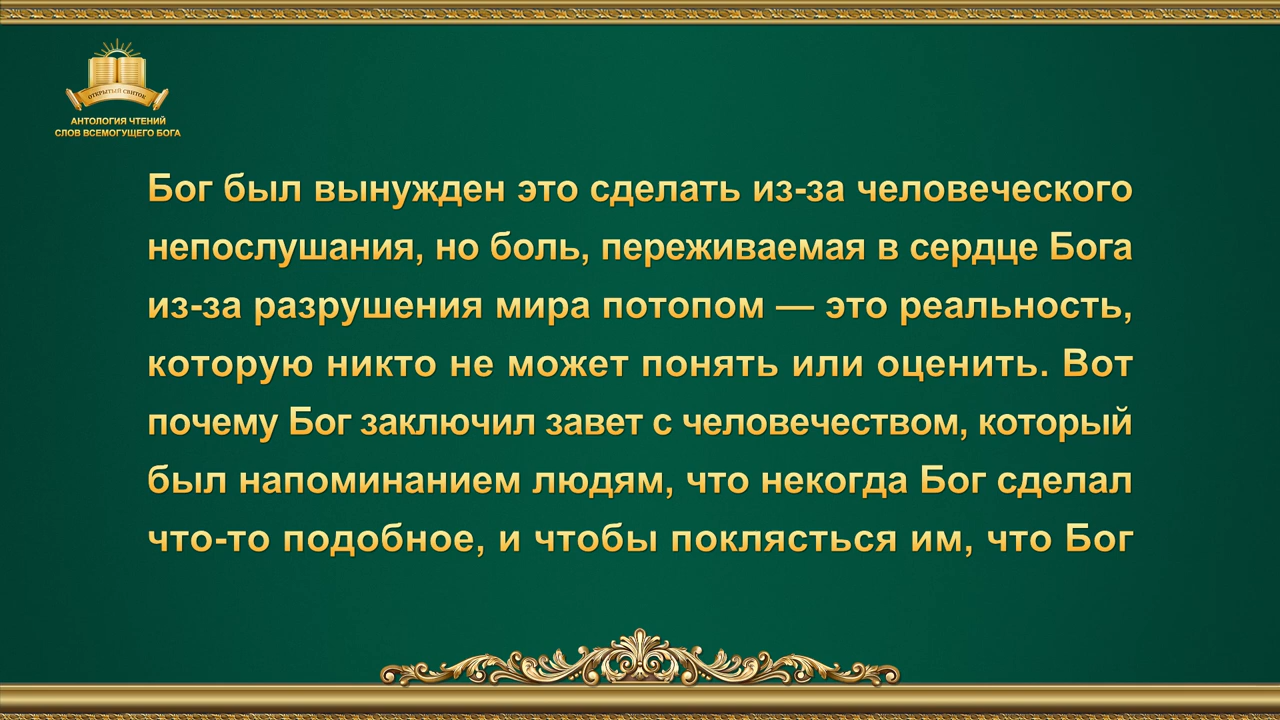 ОТКРЫТЫЙ СВИТОК
АНТОЛОГИЯ ЧТЕНИЙ
СЛОВ ВСЕМОГУЩЕГО БОГА
Бог был вынужден это сделать из-за человеческого
непослушания, но боль, переживаемая в сердце Бога
из-за разрушения мира потопом — это реальность,
которую никто не может понять или оценить. Вот
почему Бог заключил завет с человечеством, который
был напоминанием людям, что некогда Бог сделал
что-то подобное, и чтобы поклясться им, что Бог